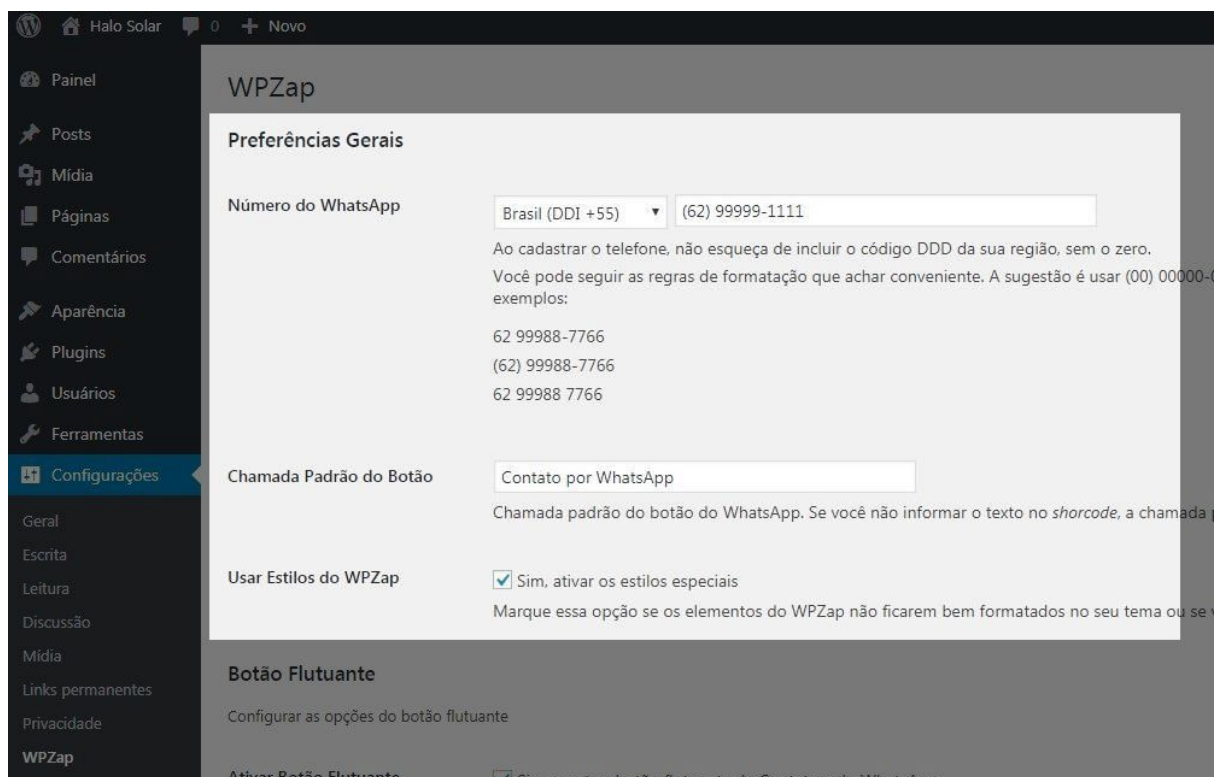 Halo Solar 0 + Novo
Painel
Posts
Mídia
Páginas
Comentários
Aparência
Plugins
Usuários
Ferramentas
Configurações
Geral
Escrita
Leitura
Discussão
Mídia
Links permanentes
Privacidade
WPZap
WPZap
Preferências Gerais
Número do WhatsApp
Brasil (DDI +55) (62) 99999-1111
Ao cadastrar o telefone, não esqueça de incluir o código DDD da sua região, sem o zero.
Você pode seguir as regras de formatação que achar conveniente. A sugestão é usar (00) 00000-0
exemplos:
62 99988-7766
(62) 99988-7766
62 99988 7766
Chamada Padrão do Botão Contato por WhatsApp
Chamada padrão do botão do WhatsApp. Se você não informar o texto no shorcode, a chamada p
Usar Estilos do WPZap Sim, ativar os estilos especiais
Marque essa opção se os elementos do WPZap não ficarem bem formatados no seu tema ou se v
Botão Flutuante
Configurar as opções do botão flutuante
Ativar Botão Flutuante